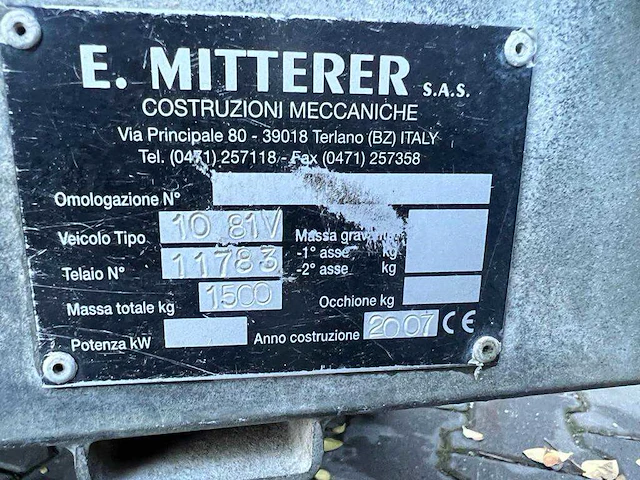 E. MITTERER S.A.S.
COSTRUZIONI MECCANICHE
Via Principale 80 - 39018 Terlano (BZ) ITALY
Tel. (0471) 257118 - Fax (0471) 257358
Omologazione N°
Veicolo Tipo 10 81V Massa
Telaio N° 11783 -1° asse kg
-2° asse kg
Massa totale kg 1500 Occhione kg
Potenza kW Anno costruzione 2007 CE